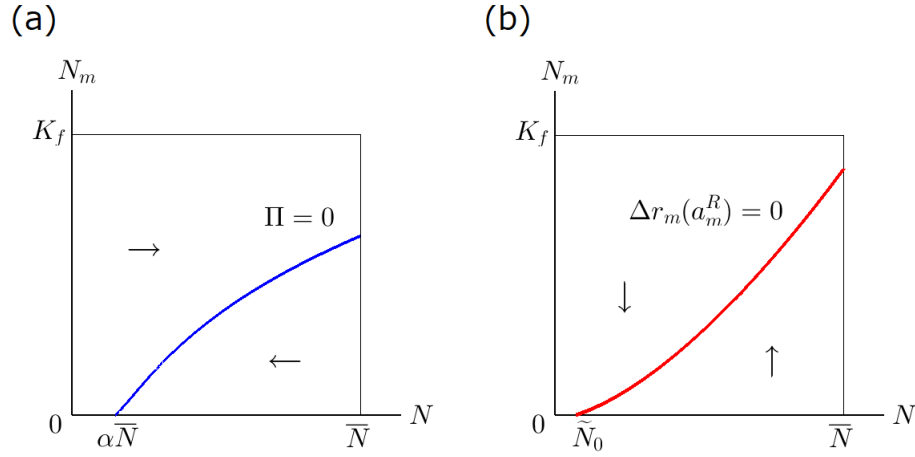 (a)
N_m
K_f
Π = 0
→
←
0
αN̅
N̅
N
(b)
N_m
K_f
Δr_m(a_m^R) = 0
↓
↑
0
Ñ_0
N̅
N